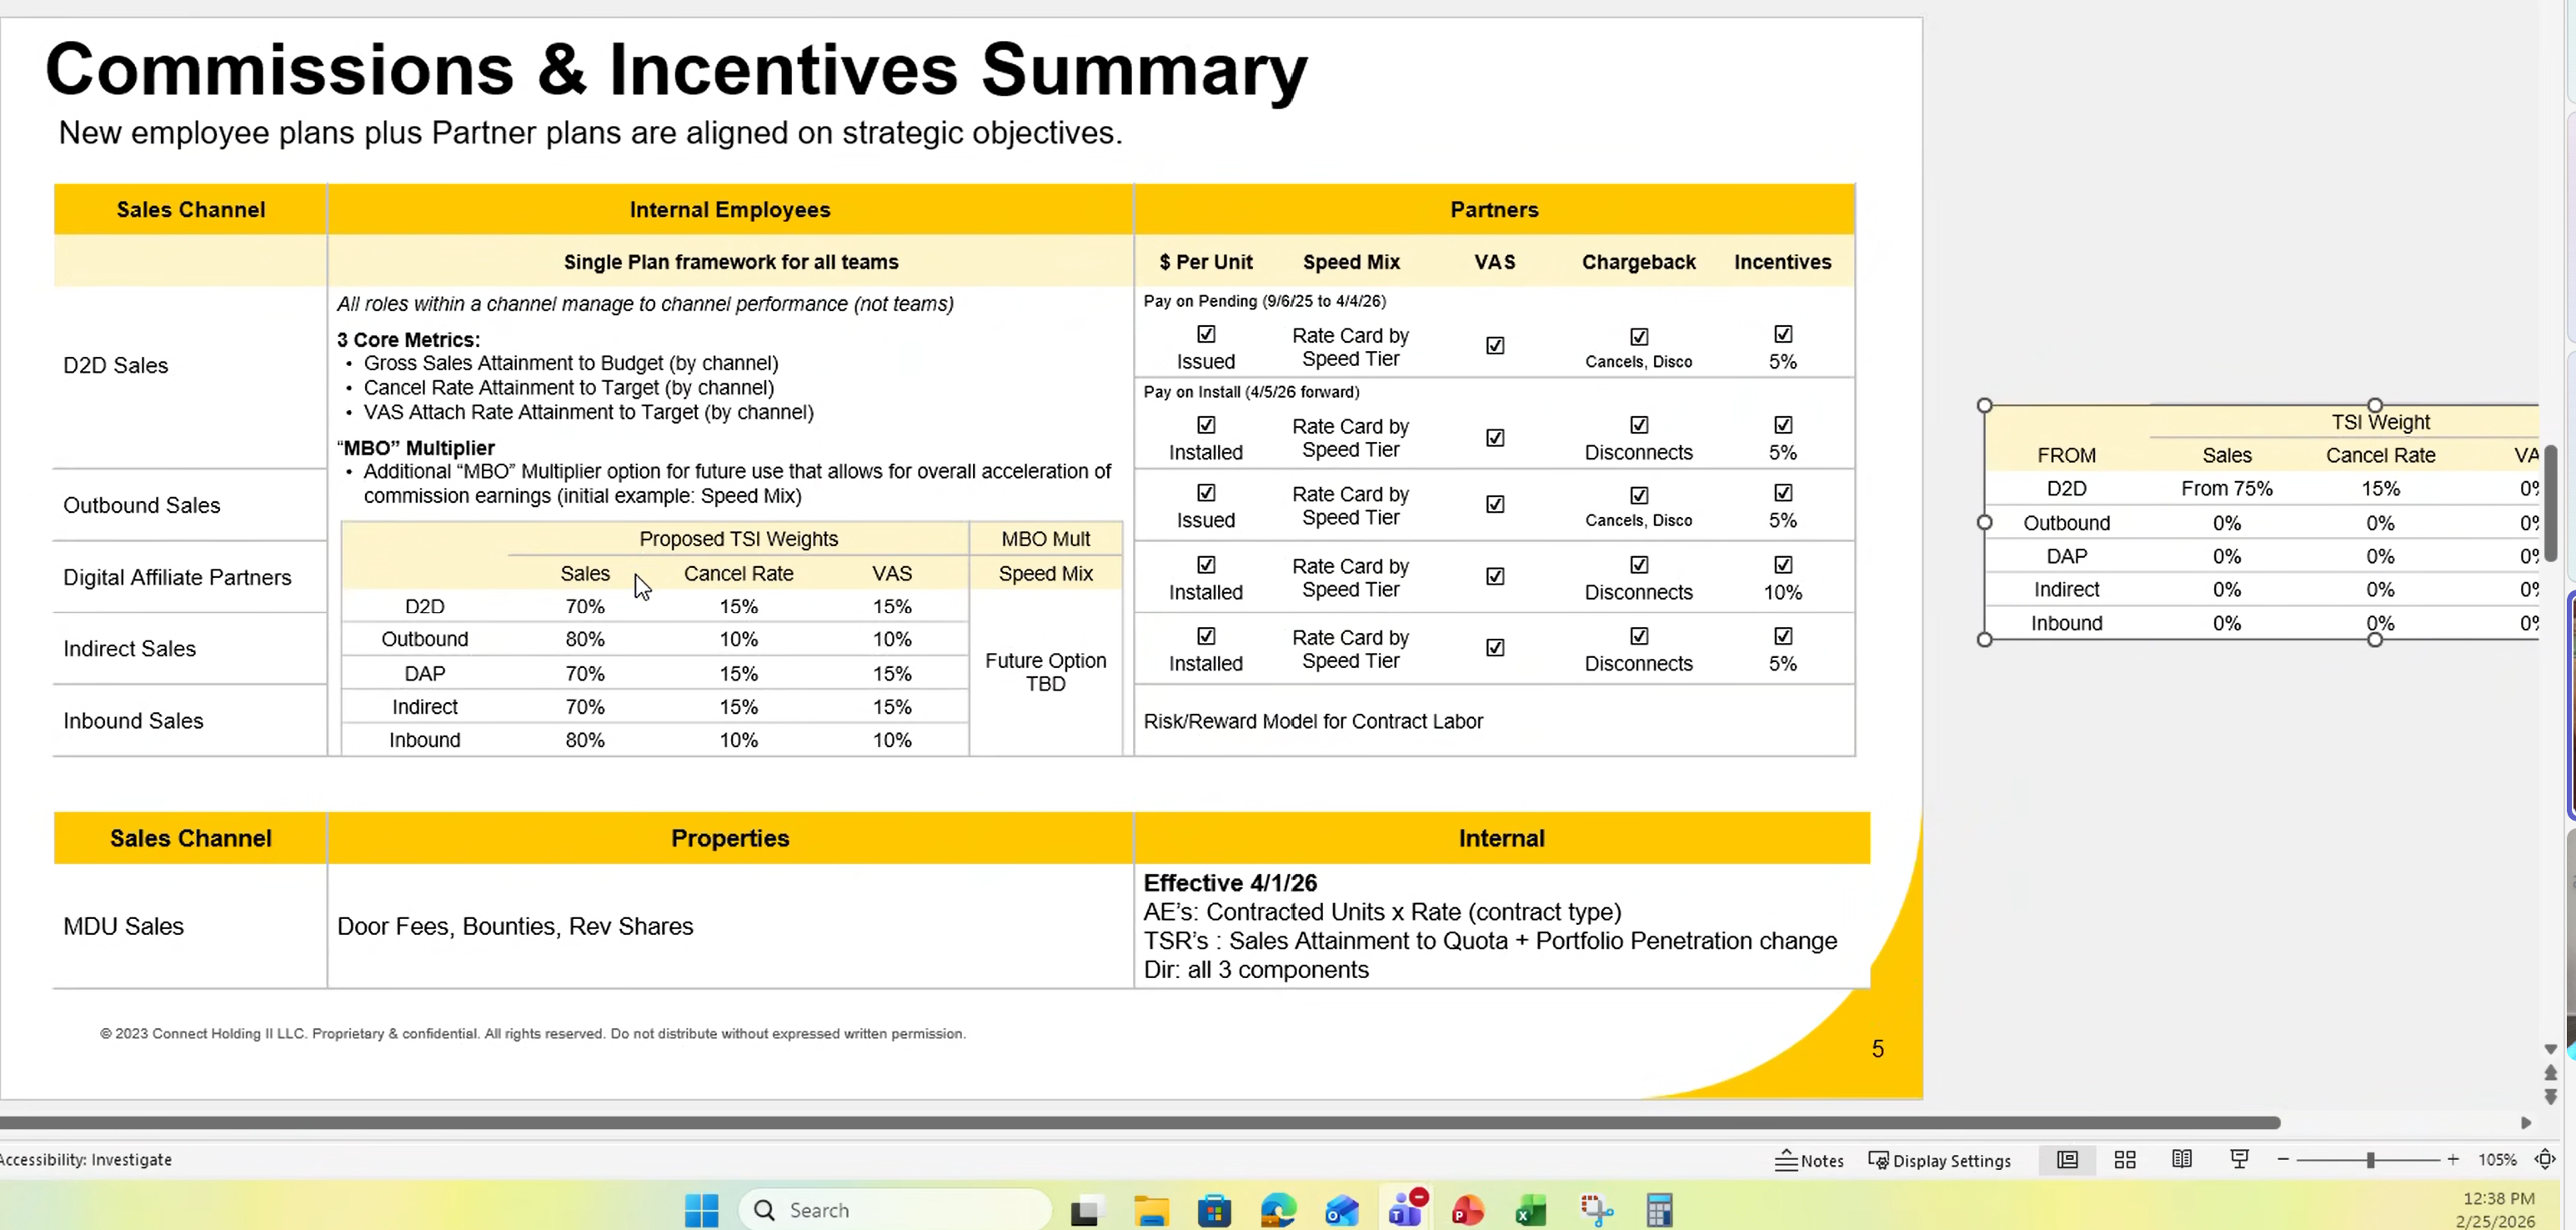 Commissions & Incentives Summary
New employee plans plus Partner plans are aligned on strategic objectives.
Sales Channel Internal Employees Partners
Single Plan framework for all teams $ Per Unit Speed Mix VAS Chargeback Incentives
D2D Sales
Outbound Sales
Digital Affiliate Partners
Indirect Sales
Inbound Sales
All roles within a channel manage to channel performance (not teams)
3 Core Metrics:
• Gross Sales Attainment to Budget (by channel)
• Cancel Rate Attainment to Target (by channel)
• VAS Attach Rate Attainment to Target (by channel)
“MBO” Multiplier
• Additional “MBO” Multiplier option for future use that allows for overall acceleration of
commission earnings (initial example: Speed Mix)
Proposed TSI Weights MBO Mult
Sales Cancel Rate VAS Speed Mix
D2D 70% 15% 15%
Outbound 80% 10% 10%
DAP 70% 15% 15%
Indirect 70% 15% 15%
Inbound 80% 10% 10%
Future Option
TBD
Pay on Pending (9/6/25 to 4/4/26)
☑ Rate Card by ☑ ☑ ☑
Issued Speed Tier Cancels, Disco 5%
Pay on Install (4/5/26 forward)
☑ Rate Card by ☑ ☑ ☑
Installed Speed Tier Disconnects 5%
☑ Rate Card by ☑ ☑ ☑
Issued Speed Tier Cancels, Disco 5%
☑ Rate Card by ☑ ☑ ☑
Installed Speed Tier Disconnects 10%
☑ Rate Card by ☑ ☑ ☑
Installed Speed Tier Disconnects 5%
Risk/Reward Model for Contract Labor
Sales Channel Properties Internal
MDU Sales
Door Fees, Bounties, Rev Shares
Effective 4/1/26
AE’s: Contracted Units x Rate (contract type)
TSR’s : Sales Attainment to Quota + Portfolio Penetration change
Dir: all 3 components
© 2023 Connect Holding II LLC. Proprietary & confidential. All rights reserved. Do not distribute without expressed written permission.
5
TSI Weight
FROM Sales Cancel Rate VA
D2D From 75% 15% 0%
Outbound 0% 0% 0%
DAP 0% 0% 0%
Indirect 0% 0% 0%
Inbound 0% 0% 0%
Accessibility: Investigate
Notes Display Settings 105%
Search
12:38 PM
2/25/2026